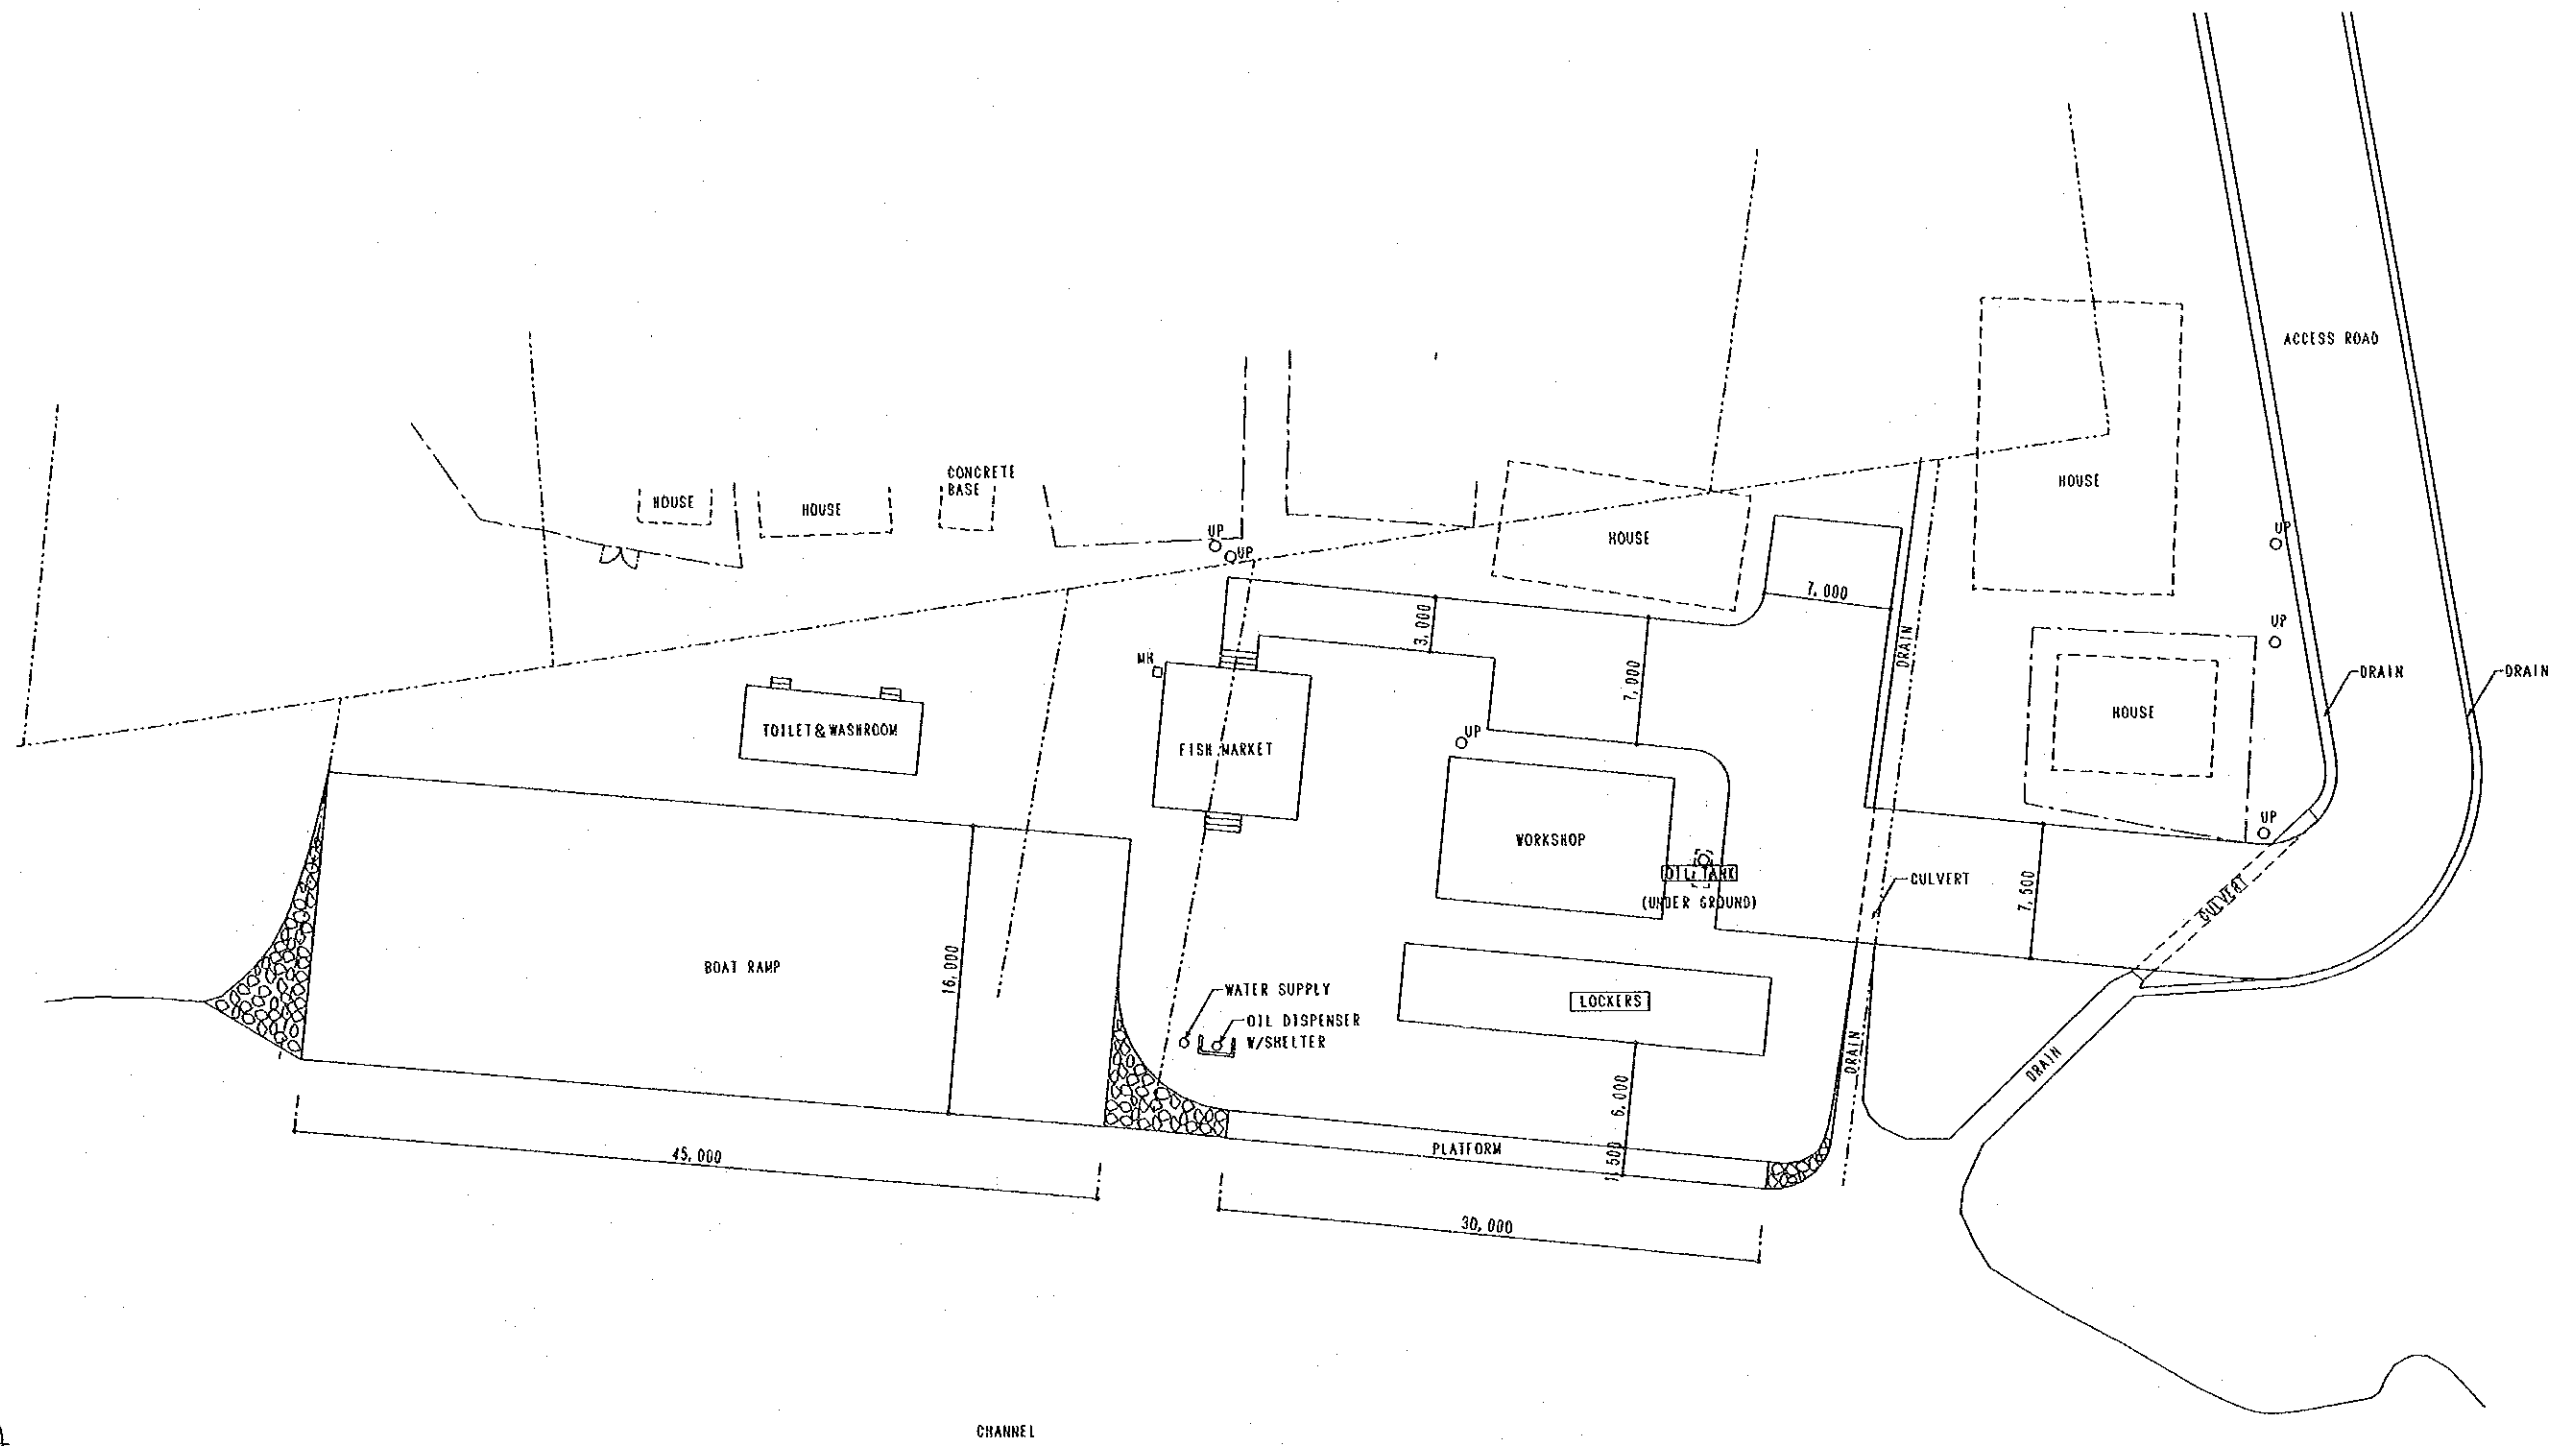 ACCESS ROAD
CONCRETE
BASE
HOUSE
HOUSE
HOUSE
HOUSE
UP
UP
UP
UP
7,000
3,000
DRAIN
MH
7,000
DRAIN
DRAIN
HOUSE
TOILET & WASHROOM
FISH MARKET
UP
UP
WORKSHOP
OIL TANK
(UNDER GROUND)
CULVERT
7,500
CULVERT
BOAT RAMP
16,000
WATER SUPPLY
OIL DISPENSER
W/SHELTER
LOCKERS
DRAIN
DRAIN
6,000
PLATFORM
1,500
45,000
30,000
CHANNEL